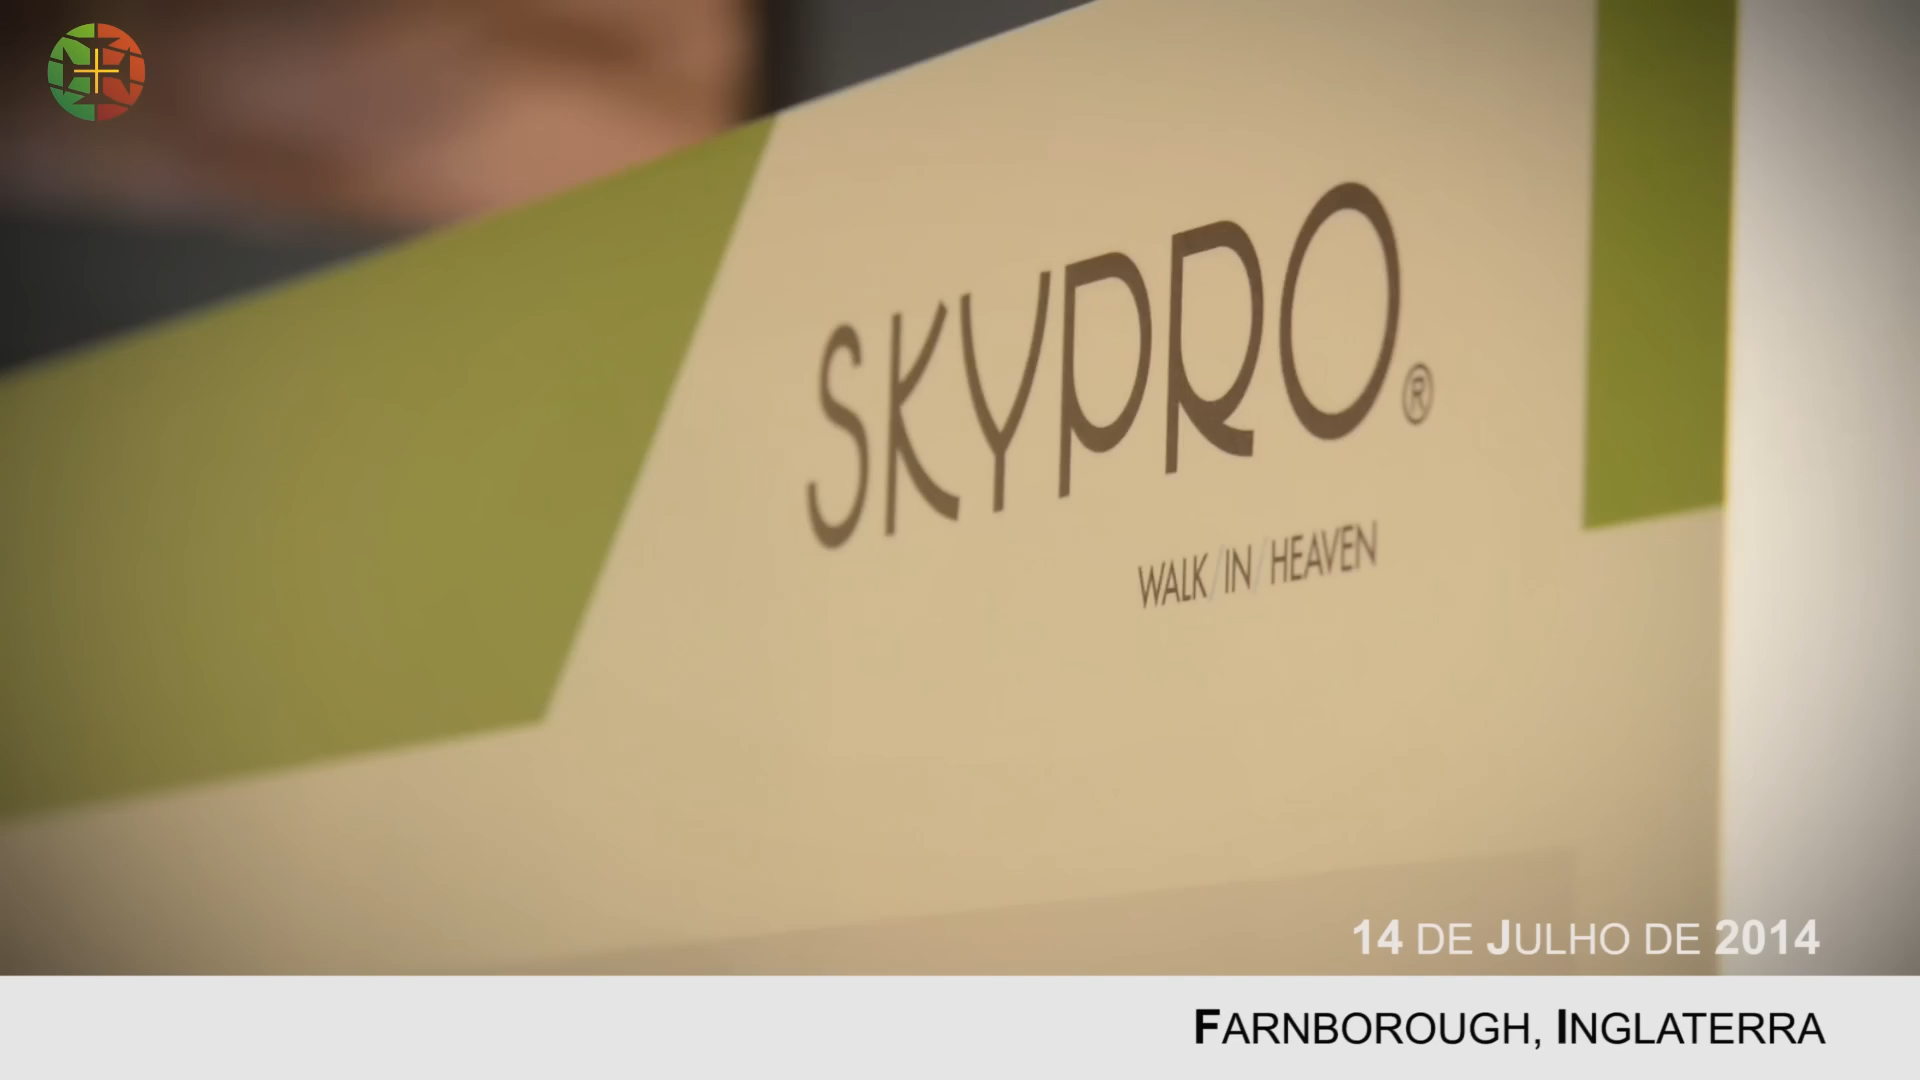 SKYPRO®
WALK/IN/HEAVEN
14 DE JULHO DE 2014
FARNBOROUGH, INGLATERRA